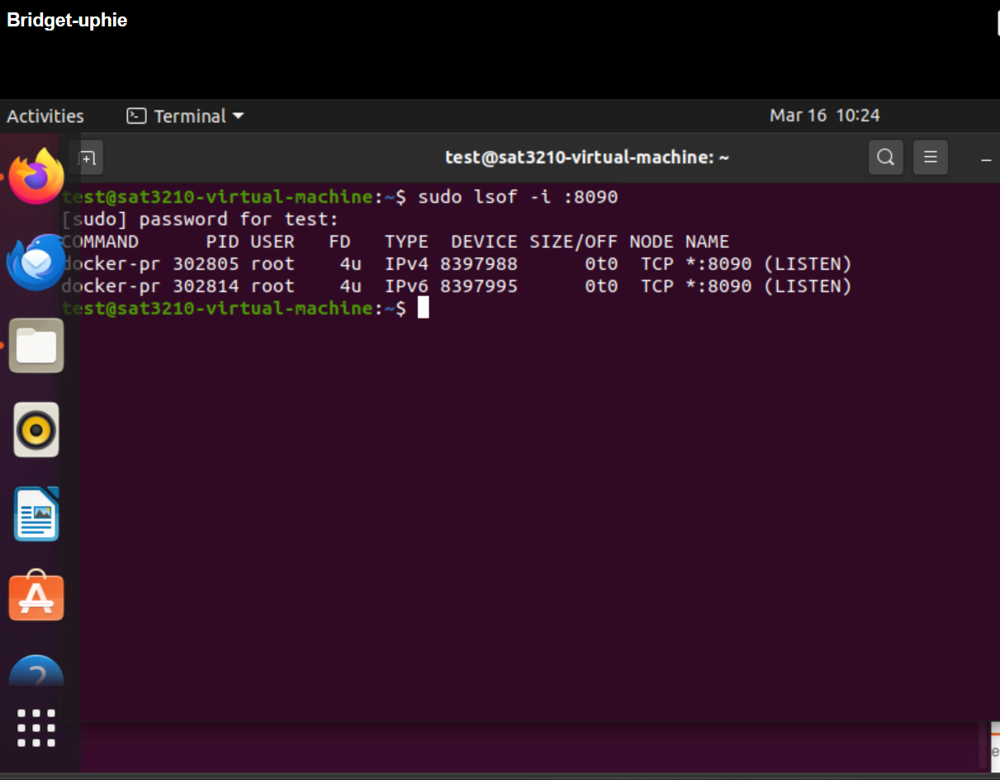 Bridget-uphie
Activities Terminal Mar 16 10:24
test@sat3210-virtual-machine: ~
test@sat3210-virtual-machine:~$ sudo lsof -i :8090
[sudo] password for test:
COMMAND PID USER FD TYPE DEVICE SIZE/OFF NODE NAME
docker-pr 302805 root 4u IPv4 8397988 0t0 TCP *:8090 (LISTEN)
docker-pr 302814 root 4u IPv6 8397995 0t0 TCP *:8090 (LISTEN)
test@sat3210-virtual-machine:~$